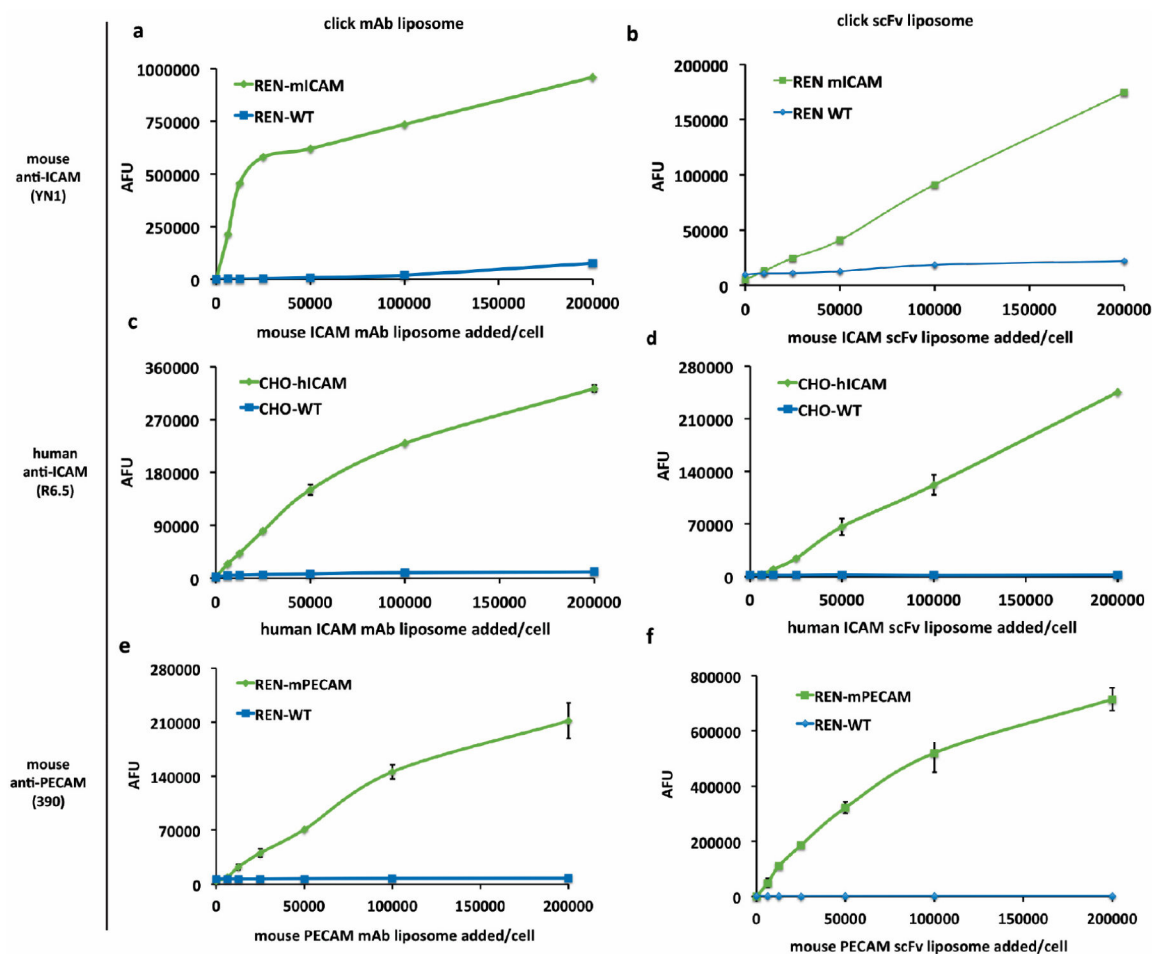 click mAb liposome
click scFv liposome
mouse
anti-ICAM
(YN1)
a
1000000
750000
500000
250000
0
AFU
REN-mICAM
REN-WT
0
50000
100000
150000
200000
mouse ICAM mAb liposome added/cell
b
200000
150000
100000
50000
0
AFU
REN mICAM
REN WT
0
50000
100000
150000
200000
mouse ICAM scFv liposome added/cell
human
anti-ICAM
(R6.5)
c
360000
270000
180000
90000
0
AFU
CHO-hICAM
CHO-WT
0
50000
100000
150000
200000
human ICAM mAb liposome added/cell
d
280000
210000
140000
70000
0
AFU
CHO-hICAM
CHO-WT
0
50000
100000
150000
200000
human ICAM scFv liposome added/cell
mouse
anti-PECAM
(390)
e
280000
210000
140000
70000
0
AFU
REN-mPECAM
REN-WT
0
50000
100000
150000
200000
mouse PECAM mAb liposome added/cell
f
800000
600000
400000
200000
0
AFU
REN-mPECAM
REN-WT
0
50000
100000
150000
200000
mouse PECAM scFv liposome added/cell